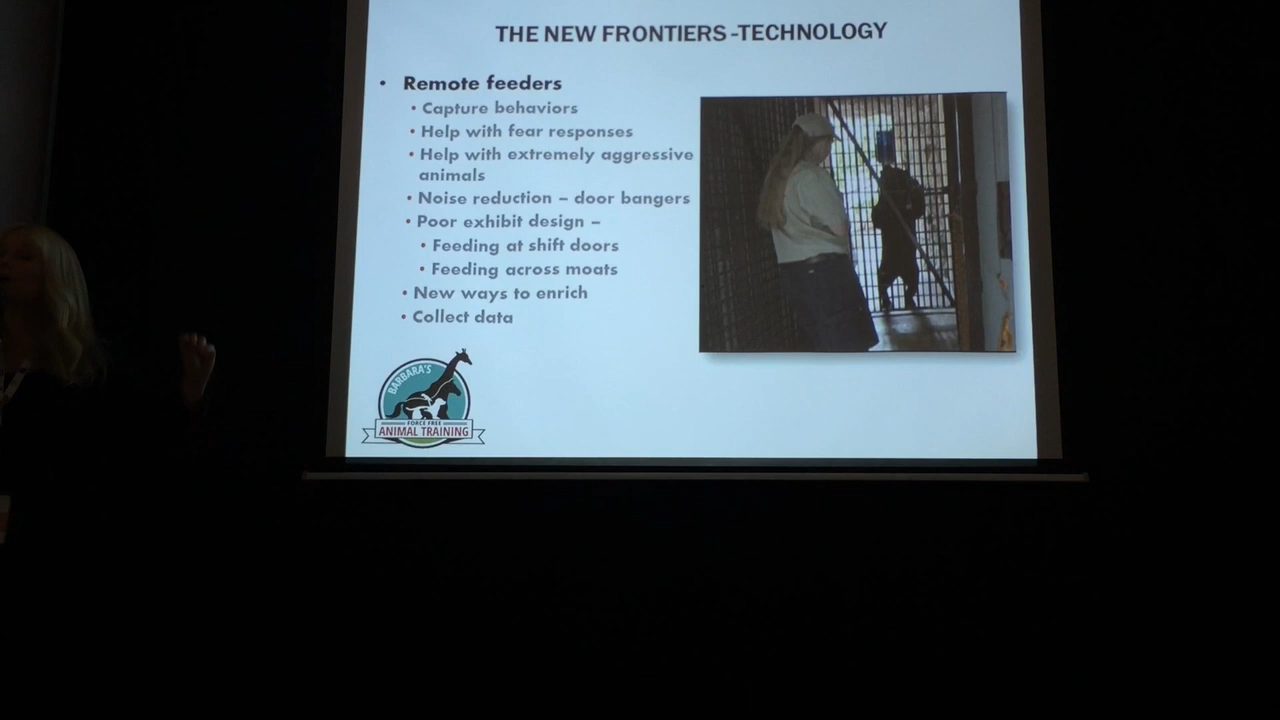 THE NEW FRONTIERS -TECHNOLOGY
• Remote feeders
• Capture behaviors
• Help with fear responses
• Help with extremely aggressive
animals
• Noise reduction – door bangers
• Poor exhibit design –
• Feeding at shift doors
• Feeding across moats
• New ways to enrich
• Collect data
BARBARA'S
FORCE FREE
ANIMAL TRAINING